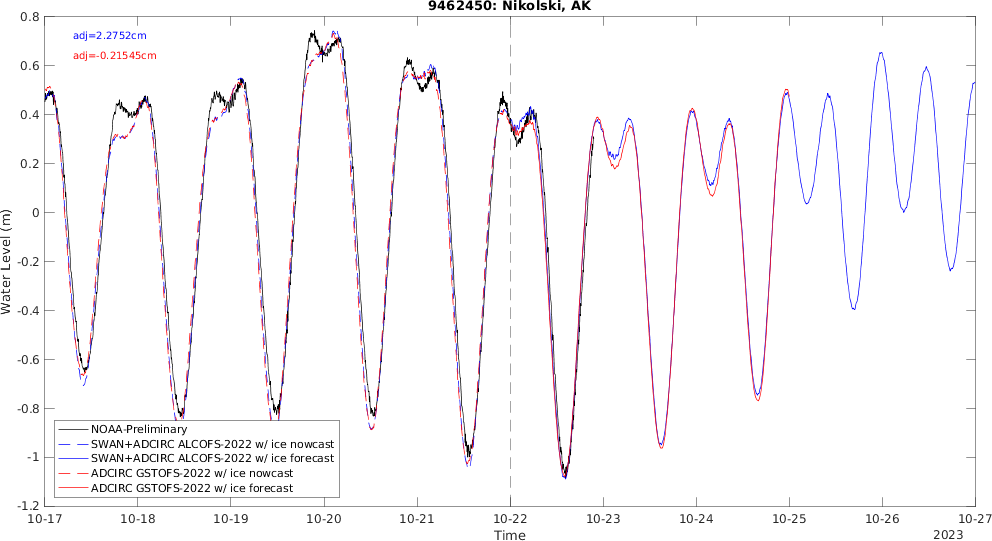 9462450: Nikolski, AK
adj=2.2752cm
adj=-0.21545cm
Water Level (m)
0.8
0.6
0.4
0.2
0
-0.2
-0.4
-0.6
-0.8
-1
-1.2
NOAA-Preliminary
SWAN+ADCIRC ALCOFS-2022 w/ ice nowcast
SWAN+ADCIRC ALCOFS-2022 w/ ice forecast
ADCIRC GSTOFS-2022 w/ ice nowcast
ADCIRC GSTOFS-2022 w/ ice forecast
10-17 10-18 10-19 10-20 10-21 10-22 10-23 10-24 10-25 10-26 10-27
Time
2023